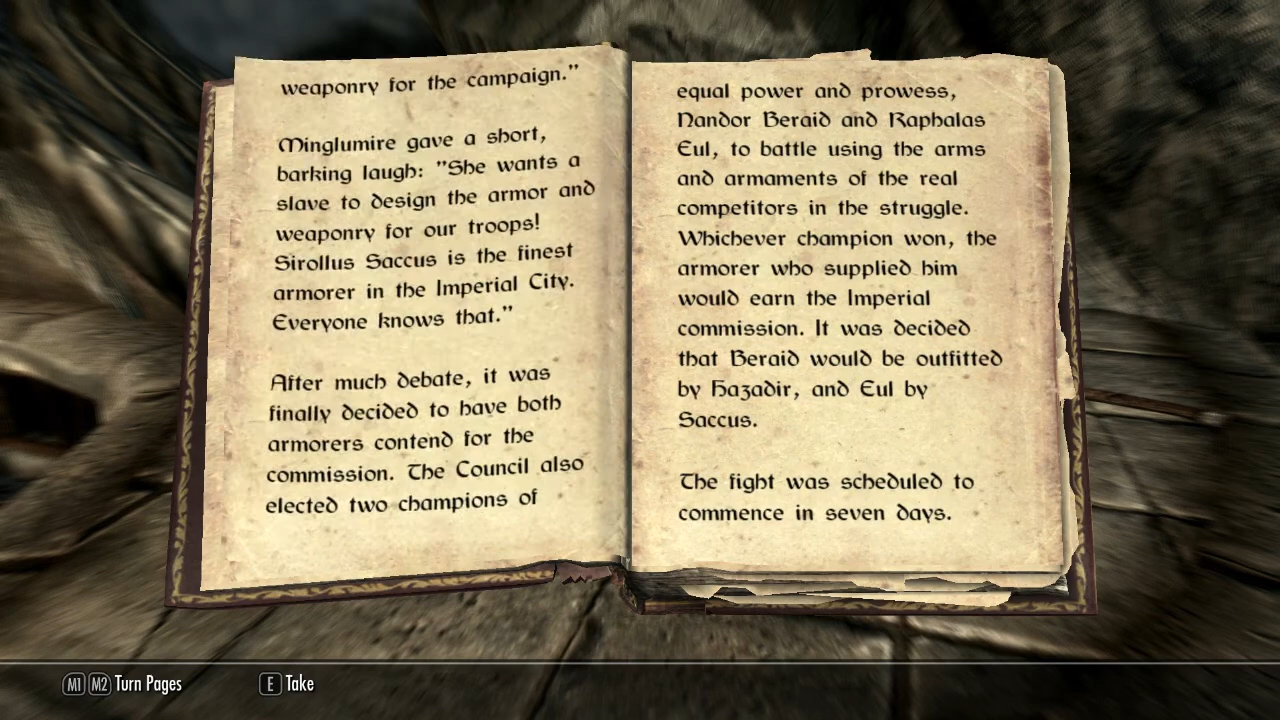 weaponry for the campaign."
Minglumire gave a short,
barking laugh: "She wants a
slave to design the armor and
weaponry for our troops!
Sirollus Saccus is the finest
armorer in the Imperial City.
Everyone knows that."
After much debate, it was
finally decided to have both
armorers contend for the
commission. The Council also
elected two champions of
equal power and prowess,
Nandor Beraid and Raphalas
Eul, to battle using the arms
and armaments of the real
competitors in the struggle.
Whichever champion won, the
armorer who supplied him
would earn the Imperial
commission. It was decided
that Beraid would be outfitted
by Hazadir, and Eul by
Saccus.
The fight was scheduled to
commence in seven days.
M1 M2 Turn Pages
E Take